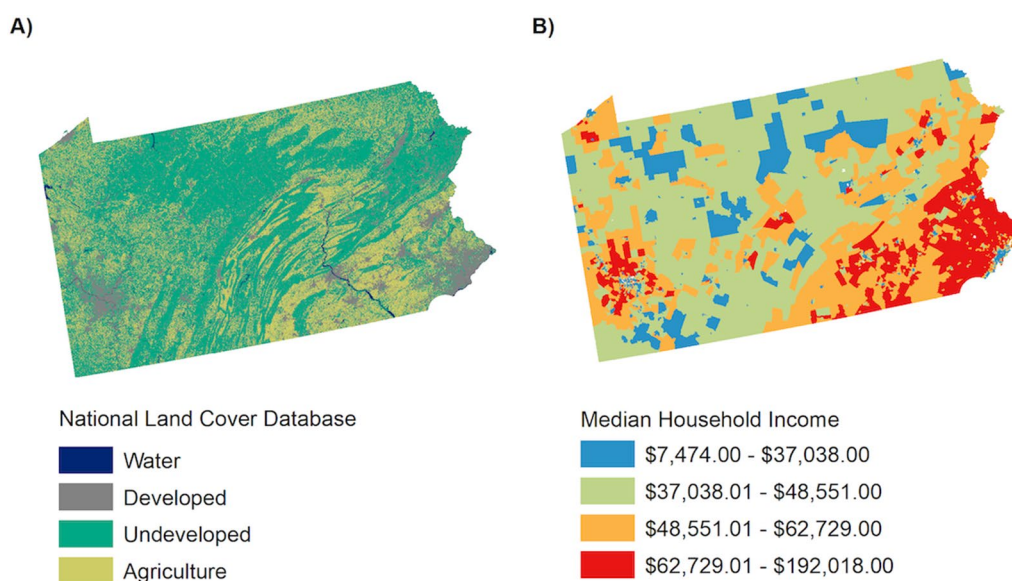 A)
B)
National Land Cover Database
Water
Developed
Undeveloped
Agriculture
Median Household Income
$7,474.00 - $37,038.00
$37,038.01 - $48,551.00
$48,551.01 - $62,729.00
$62,729.01 - $192,018.00